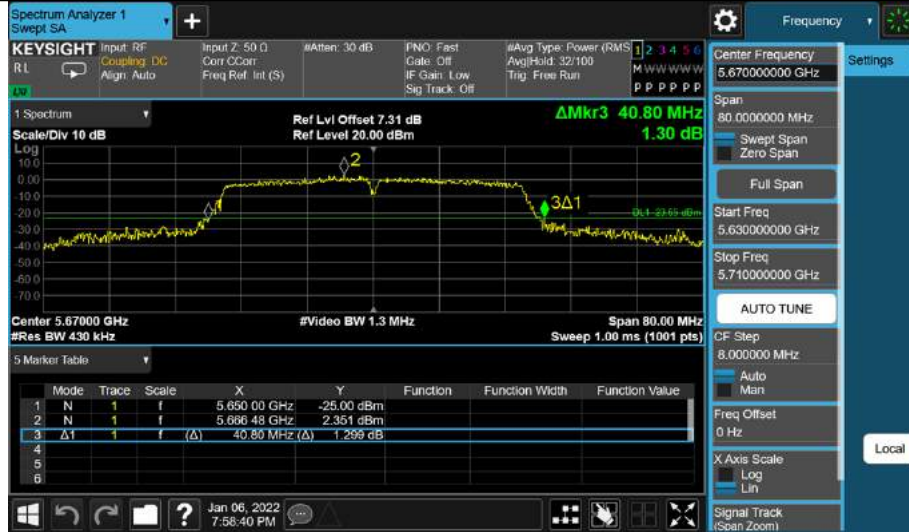 Spectrum Analyzer 1
Swept SA
+
Frequency
KEYSIGHT
RL
Input: RF
Coupling: DC
Align: Auto
Input Z: 50 Ω
Corr CCorr
Freq Ref: Int (S)
#Atten: 30 dB
PNO: Fast
Gate: Off
IF Gain: Low
Sig Track: Off
#Avg Type: Power (RMS
Avg|Hold: 32/100
Trig: Free Run
1 2 3 4 5 6
M W W W W W
P P P P P P
1 Spectrum
Scale/Div 10 dB
Ref Lvl Offset 7.31 dB
Ref Level 20.00 dBm
ΔMkr3 40.80 MHz
1.30 dB
Log
10.0
0.00
-10.0
-20.0
-30.0
-40.0
-50.0
-60.0
-70.0
2
3Δ1
DL1 -23.65 dBm
Center 5.67000 GHz
#Res BW 430 kHz
#Video BW 1.3 MHz
Span 80.00 MHz
Sweep 1.00 ms (1001 pts)
5 Marker Table
Mode Trace Scale X Y Function Function Width Function Value
1 N 1 f 5.650 00 GHz -25.00 dBm
2 N 1 f 5.666 48 GHz 2.351 dBm
3 Δ1 1 f (Δ) 40.80 MHz (Δ) 1.299 dB
4
5
6
Jan 06, 2022
7:58:40 PM
Center Frequency
5.670000000 GHz
Settings
Span
80.0000000 MHz
Swept Span
Zero Span
Full Span
Start Freq
5.630000000 GHz
Stop Freq
5.710000000 GHz
AUTO TUNE
CF Step
8.000000 MHz
Auto
Man
Freq Offset
0 Hz
Local
X Axis Scale
Log
Lin
Signal Track
(Span Zoom)